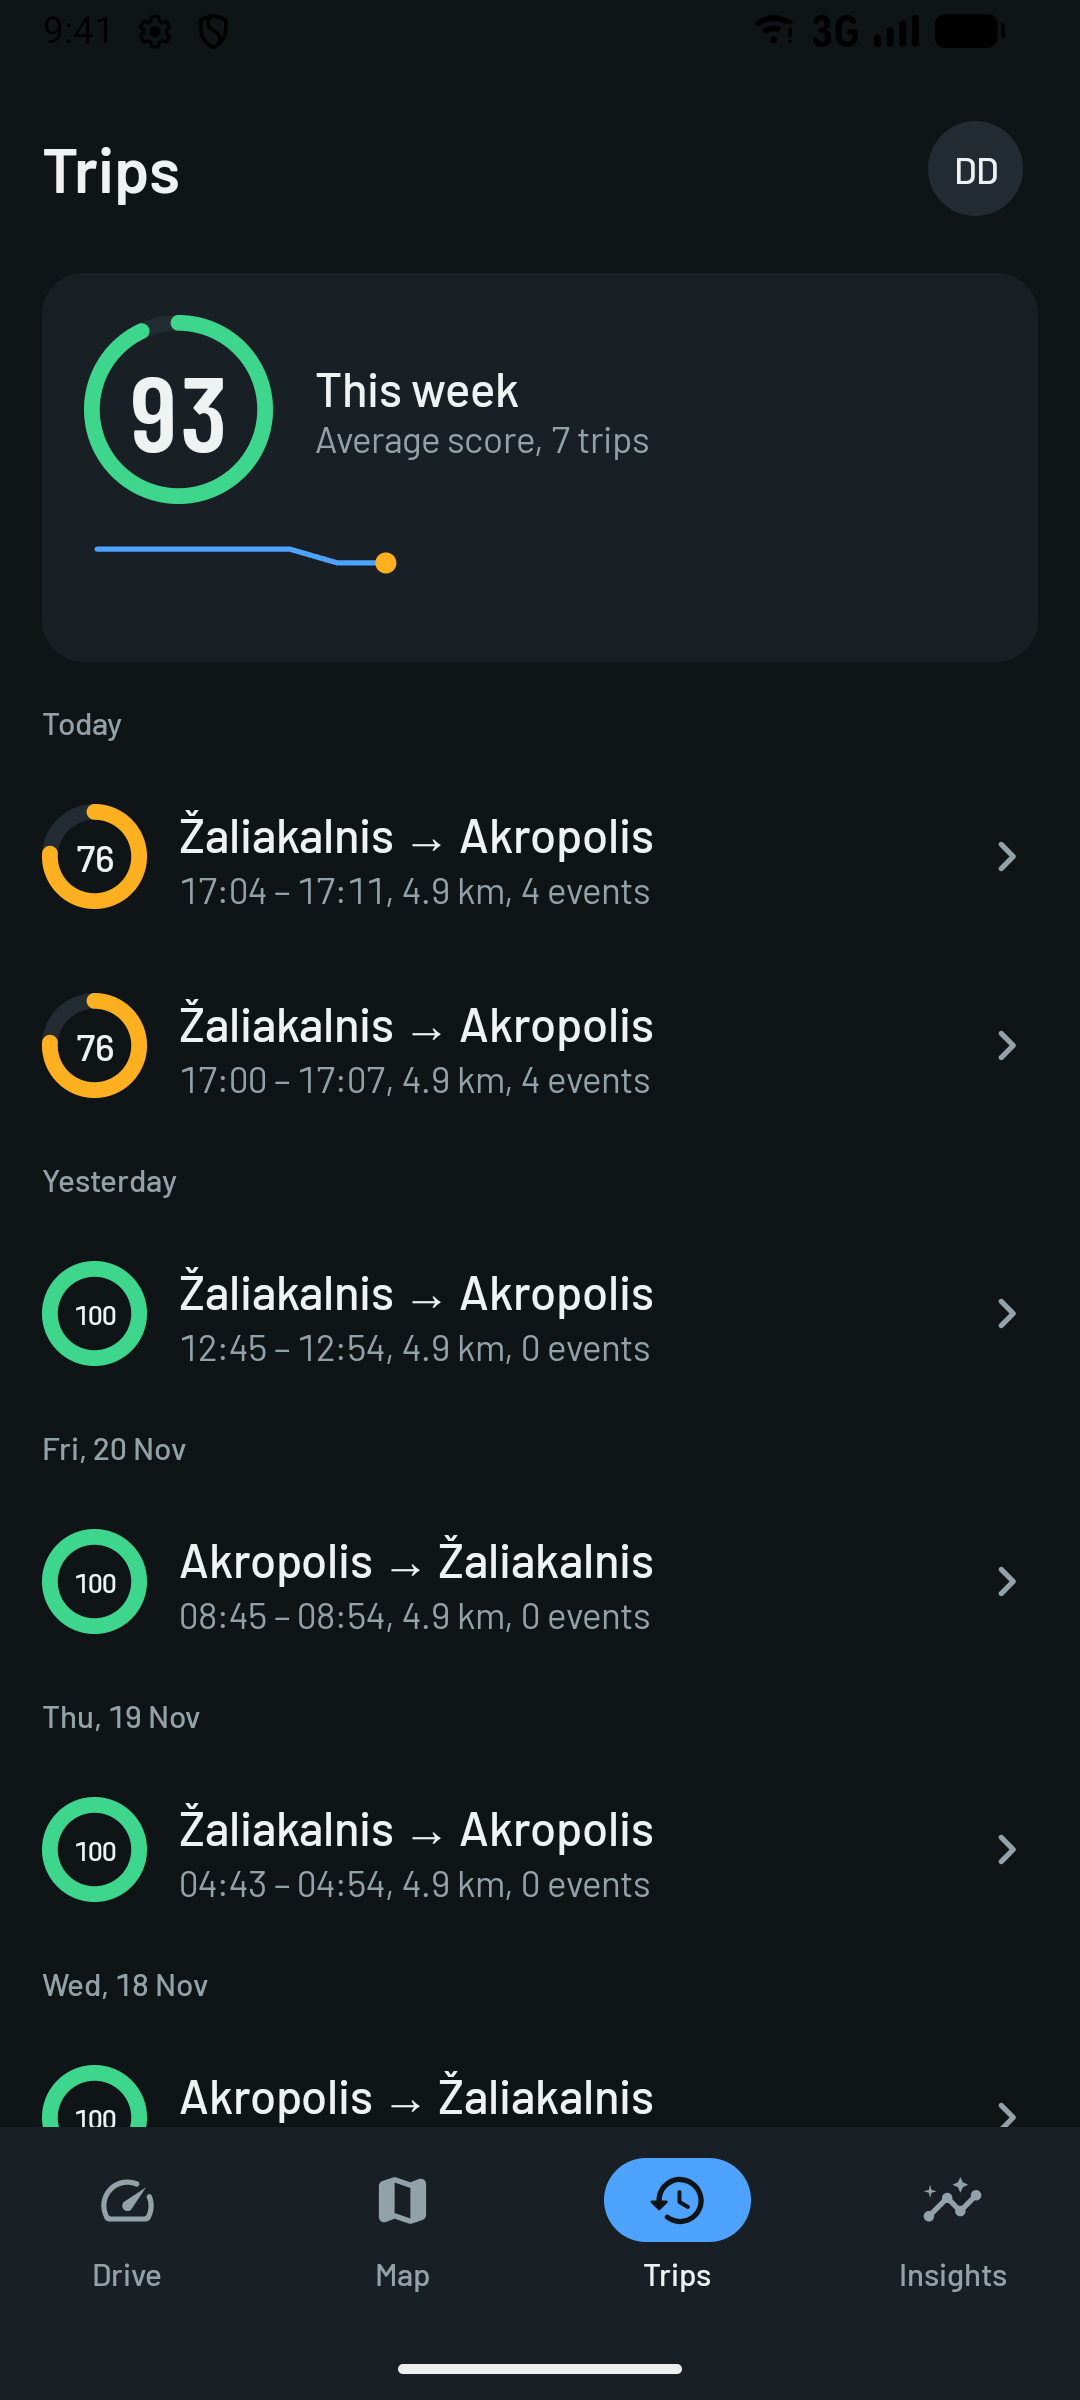 9:41
3G
Trips
DD
93
This week
Average score, 7 trips
Today
76
Žaliakalnis → Akropolis
17:04 – 17:11, 4.9 km, 4 events
76
Žaliakalnis → Akropolis
17:00 – 17:07, 4.9 km, 4 events
Yesterday
100
Žaliakalnis → Akropolis
12:45 – 12:54, 4.9 km, 0 events
Fri, 20 Nov
100
Akropolis → Žaliakalnis
08:45 – 08:54, 4.9 km, 0 events
Thu, 19 Nov
100
Žaliakalnis → Akropolis
04:43 – 04:54, 4.9 km, 0 events
Wed, 18 Nov
100
Akropolis → Žaliakalnis
Drive
Map
Trips
Insights